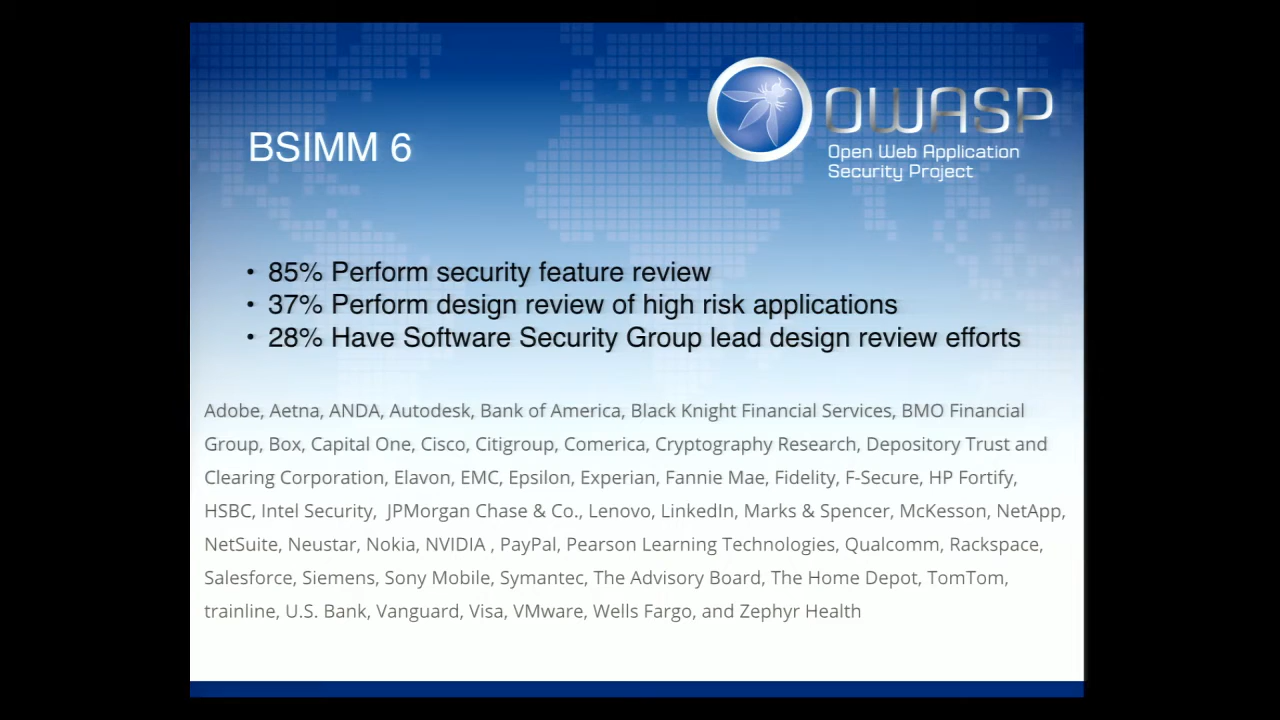 OWASP
Open Web Application
Security Project
BSIMM 6
• 85% Perform security feature review
• 37% Perform design review of high risk applications
• 28% Have Software Security Group lead design review efforts
Adobe, Aetna, ANDA, Autodesk, Bank of America, Black Knight Financial Services, BMO Financial
Group, Box, Capital One, Cisco, Citigroup, Comerica, Cryptography Research, Depository Trust and
Clearing Corporation, Elavon, EMC, Epsilon, Experian, Fannie Mae, Fidelity, F-Secure, HP Fortify,
HSBC, Intel Security,  JPMorgan Chase & Co., Lenovo, LinkedIn, Marks & Spencer, McKesson, NetApp,
NetSuite, Neustar, Nokia, NVIDIA , PayPal, Pearson Learning Technologies, Qualcomm, Rackspace,
Salesforce, Siemens, Sony Mobile, Symantec, The Advisory Board, The Home Depot, TomTom,
trainline, U.S. Bank, Vanguard, Visa, VMware, Wells Fargo, and Zephyr Health